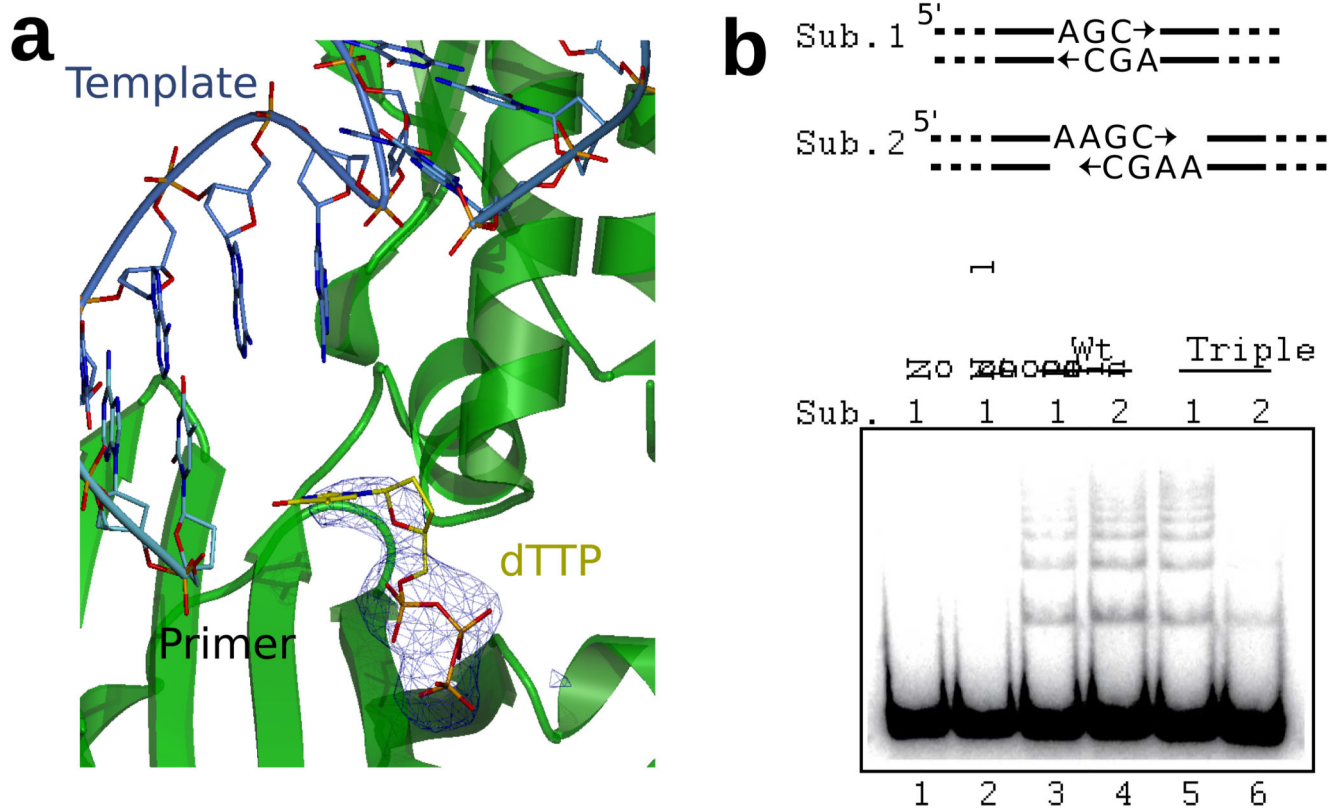 a
Template
dTTP
Primer
b
Sub.1 5'
AGC→
←CGA
Sub.2 5'
AAGC→
←CGAA
Wt
Triple
Sub. 1 1 1 2 1 2
1 2 3 4 5 6